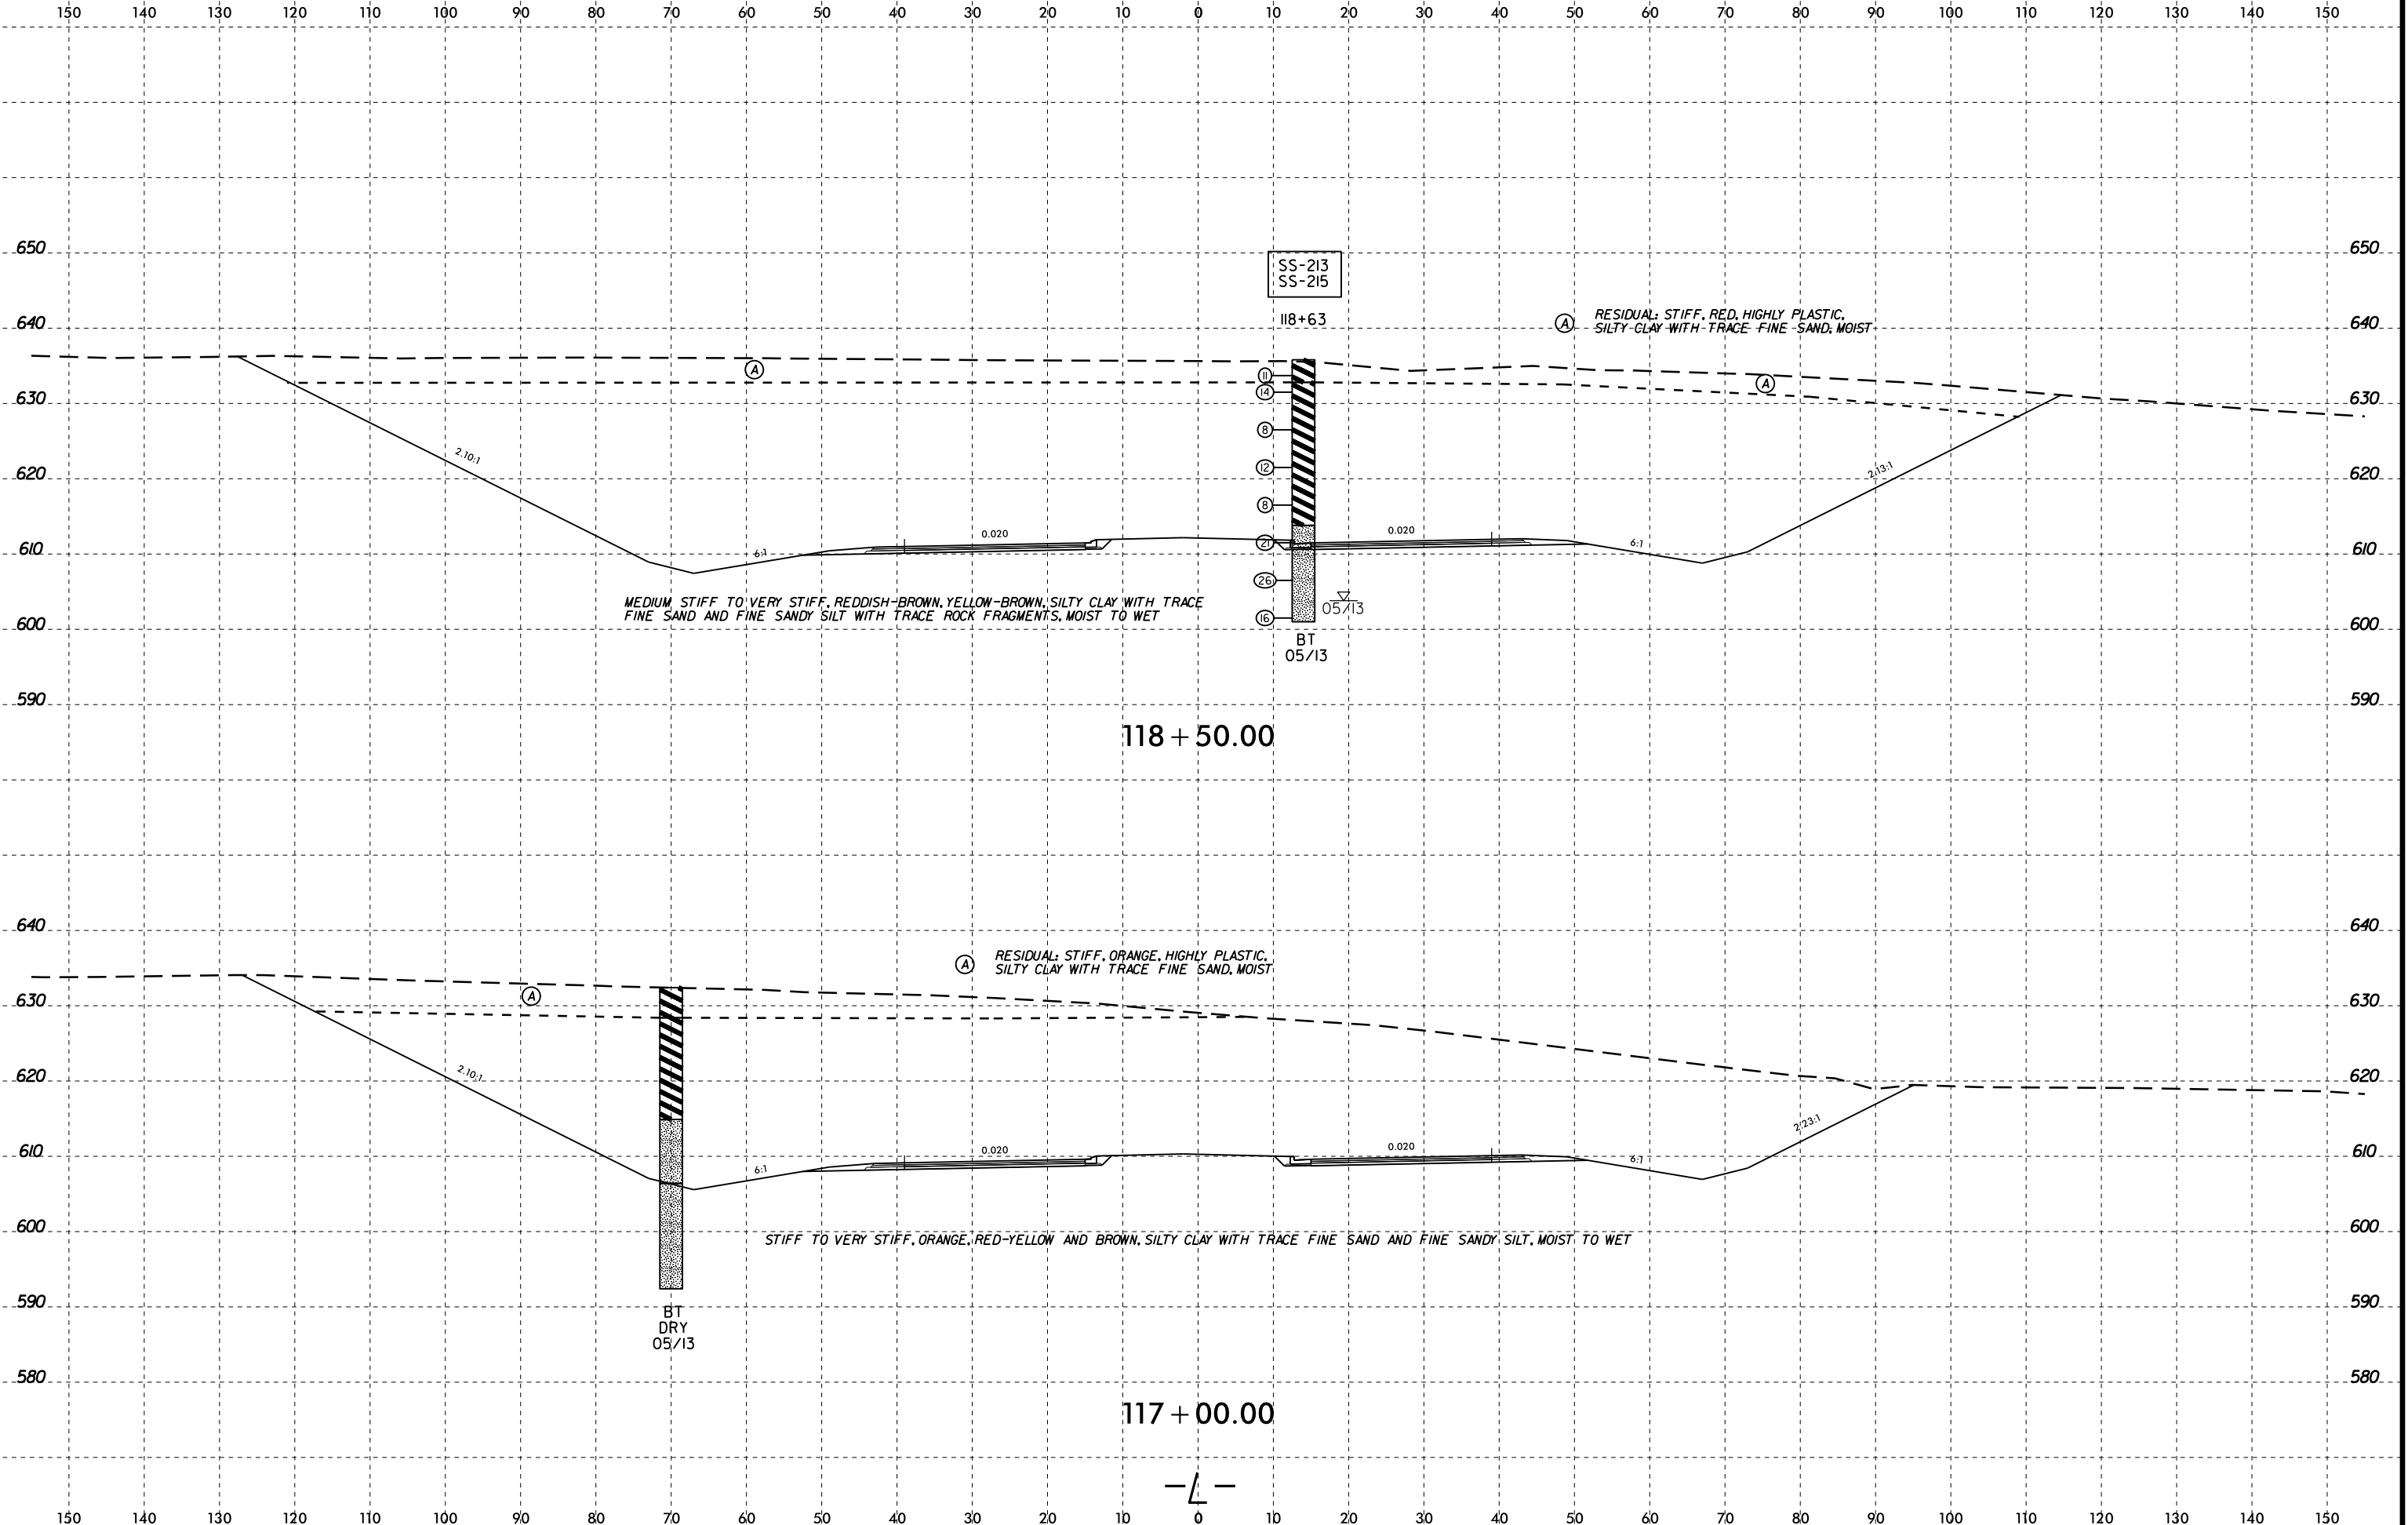 150 140 130 120 110 100 90 80 70 60 50 40 30 20 10 0 10 20 30 40 50 60 70 80 90 100 110 120 130 140 150
650 650
SS-213
SS-215
118+63
640 640
A RESIDUAL: STIFF, RED, HIGHLY PLASTIC,
SILTY CLAY WITH TRACE FINE SAND, MOIST
A
A
11
630 630
14
8
2.10:1
12
2.13:1
620 620
8
0.020 0.020
21
610 610
6:1 6:1
26
MEDIUM STIFF TO VERY STIFF, REDDISH-BROWN, YELLOW-BROWN, SILTY CLAY WITH TRACE
FINE SAND AND FINE SANDY SILT WITH TRACE ROCK FRAGMENTS, MOIST TO WET
05/13
16
600 600
BT
05/13
590 590
118+50.00
640 640
A RESIDUAL: STIFF, ORANGE, HIGHLY PLASTIC,
SILTY CLAY WITH TRACE FINE SAND, MOIST
A
630 630
2.10:1
620 620
2.23:1
0.020 0.020
610 610
6:1 6:1
600 600
STIFF TO VERY STIFF, ORANGE, RED-YELLOW AND BROWN, SILTY CLAY WITH TRACE FINE SAND AND FINE SANDY SILT, MOIST TO WET
590 590
BT
DRY
05/13
580 580
117+00.00
-L-
150 140 130 120 110 100 90 80 70 60 50 40 30 20 10 0 10 20 30 40 50 60 70 80 90 100 110 120 130 140 150